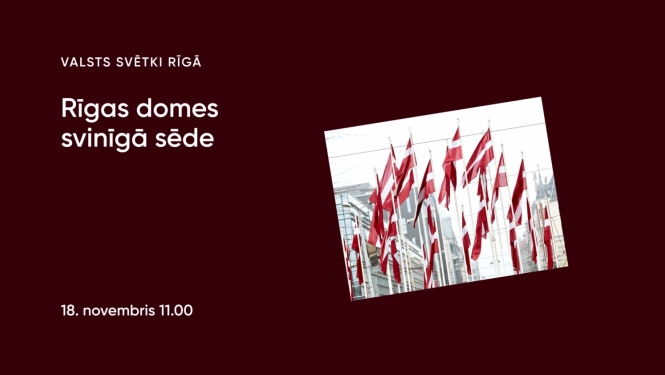 VALSTS SVĒTKI RĪGĀ
Rīgas domes
svinīgā sēde
18. novembris 11.00